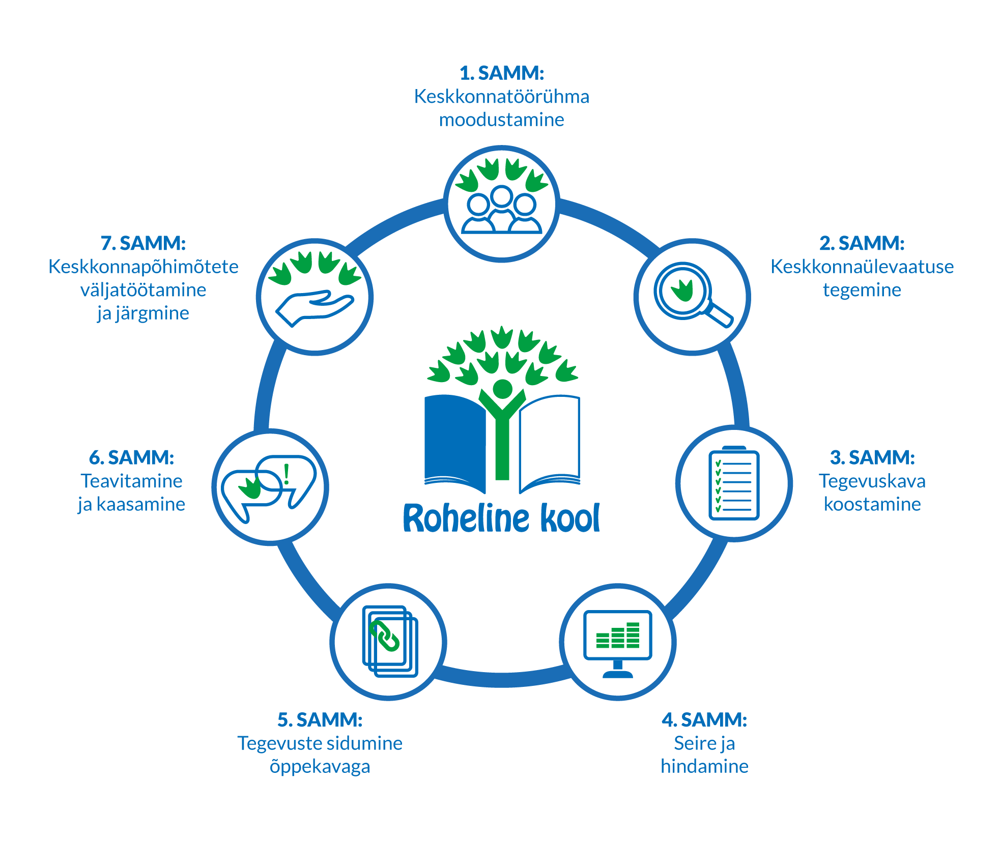 1. SAMM:
Keskkonnatöörühma
moodustamine
2. SAMM:
Keskkonnaülevaatuse
tegemine
3. SAMM:
Tegevuskava
koostamine
4. SAMM:
Seire ja
hindamine
5. SAMM:
Tegevuste sidumine
õppekavaga
6. SAMM:
Teavitamine
ja kaasamine
7. SAMM:
Keskkonnapõhimõtete
väljatöötamine
ja järgmine
!
Roheline kool